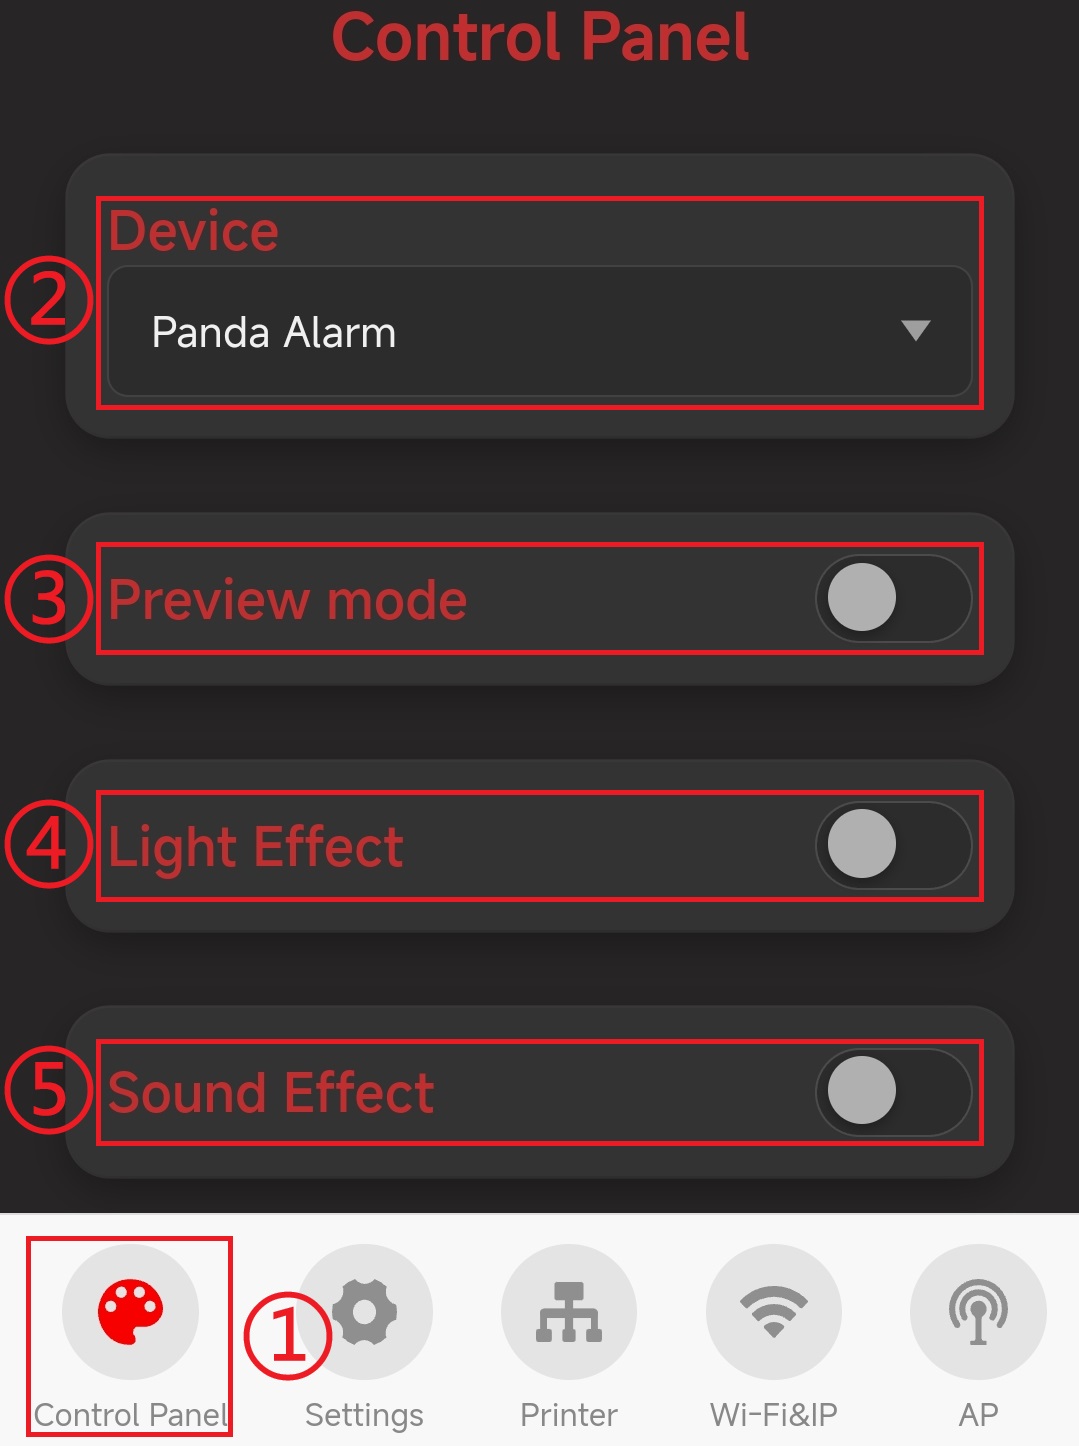 Control Panel
Device
② Panda Alarm
③ Preview mode
④ Light Effect
⑤ Sound Effect
①
Control Panel Settings Printer Wi-Fi&IP AP